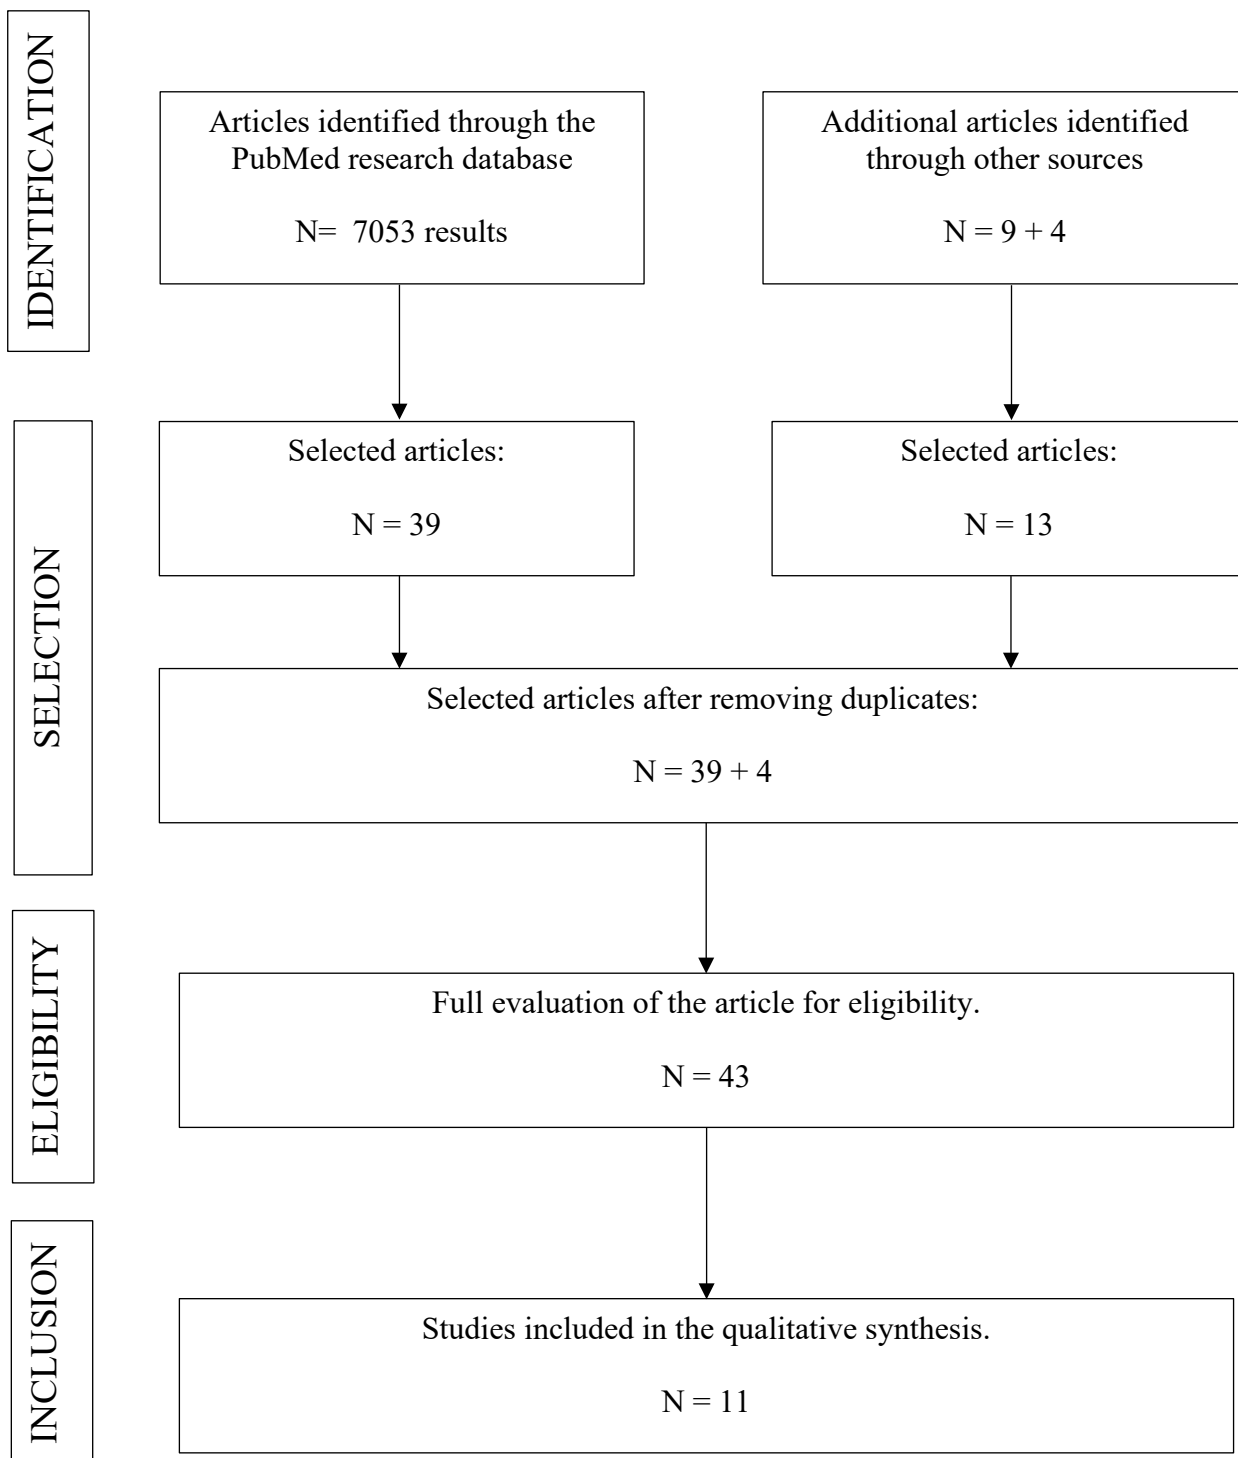 IDENTIFICATION
Articles identified through the
PubMed research database
N=  7053 results
Additional articles identified
through other sources
N = 9 + 4
SELECTION
Selected articles:
N = 39
Selected articles:
N = 13
Selected articles after removing duplicates:
N = 39 + 4
ELIGIBILITY
Full evaluation of the article for eligibility.
N = 43
INCLUSION
Studies included in the qualitative synthesis.
N = 11